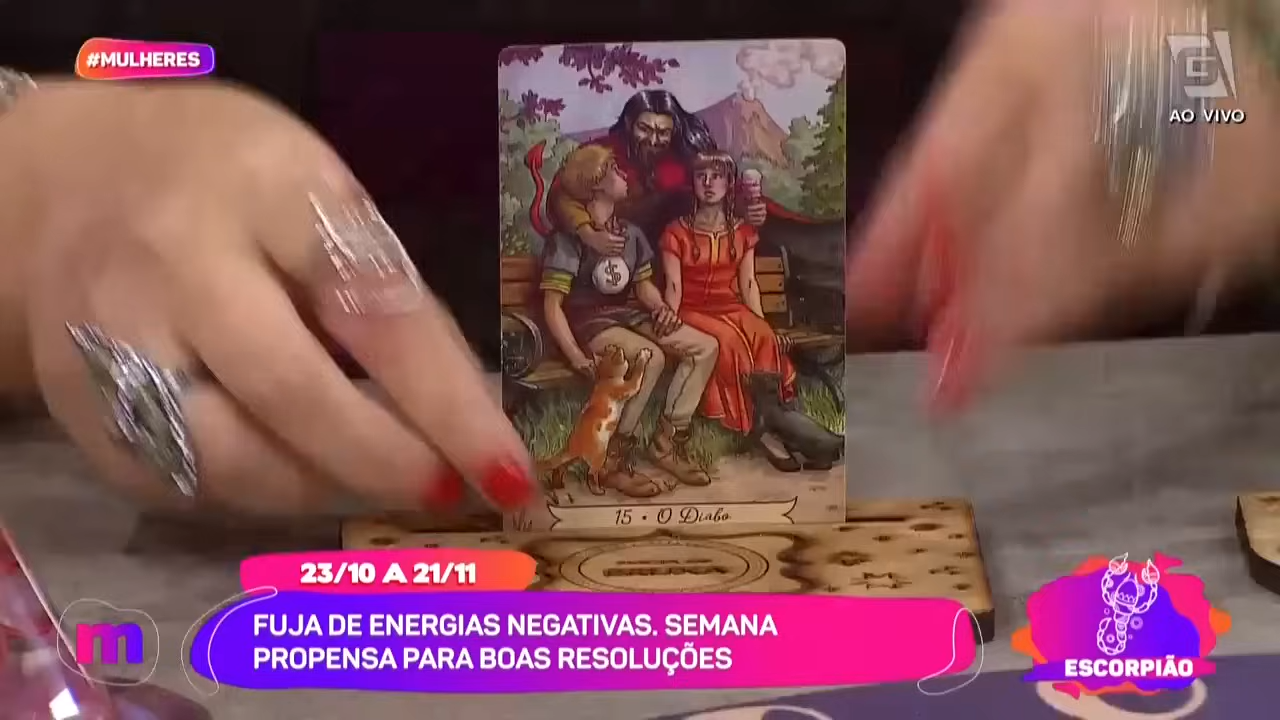 #MULHERES
G
AO VIVO
$
15 • O Diabo
23/10 A 21/11
m
FUJA DE ENERGIAS NEGATIVAS. SEMANA
PROPENSA PARA BOAS RESOLUÇÕES
ESCORPIÃO